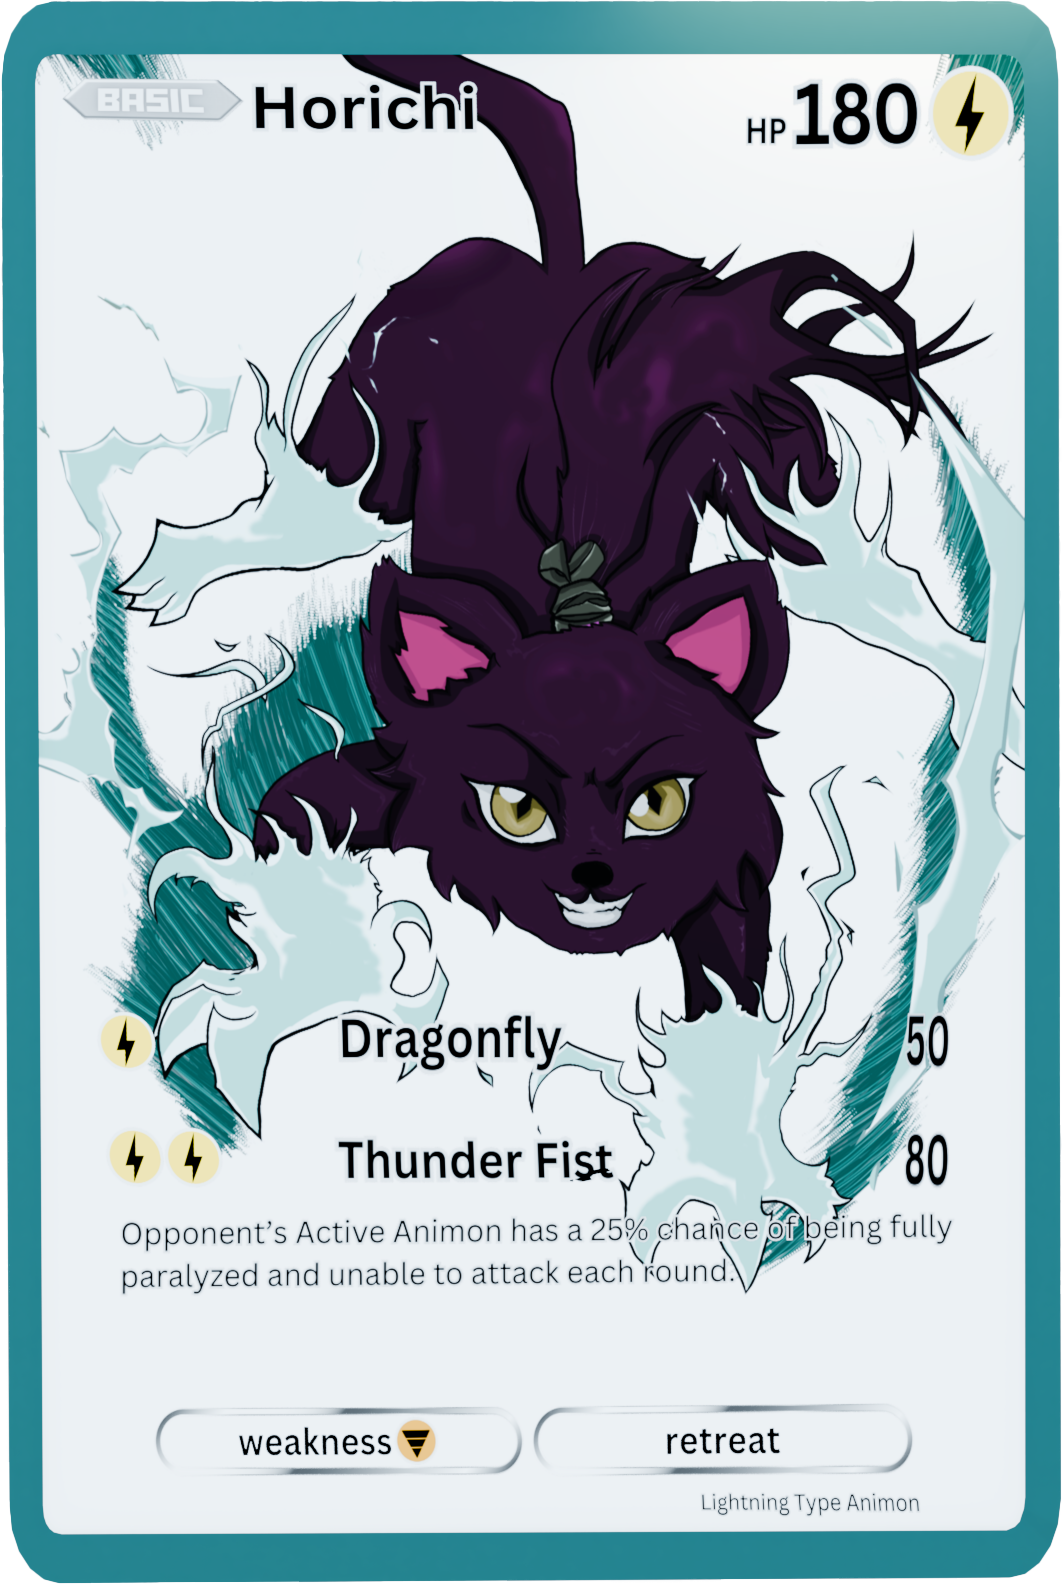 BASIC Horichi HP 180
Dragonfly 50
Thunder Fist 80
Opponent's Active Animon has a 25% chance of being fully
paralyzed and unable to attack each round.
weakness retreat
Lightning Type Animon